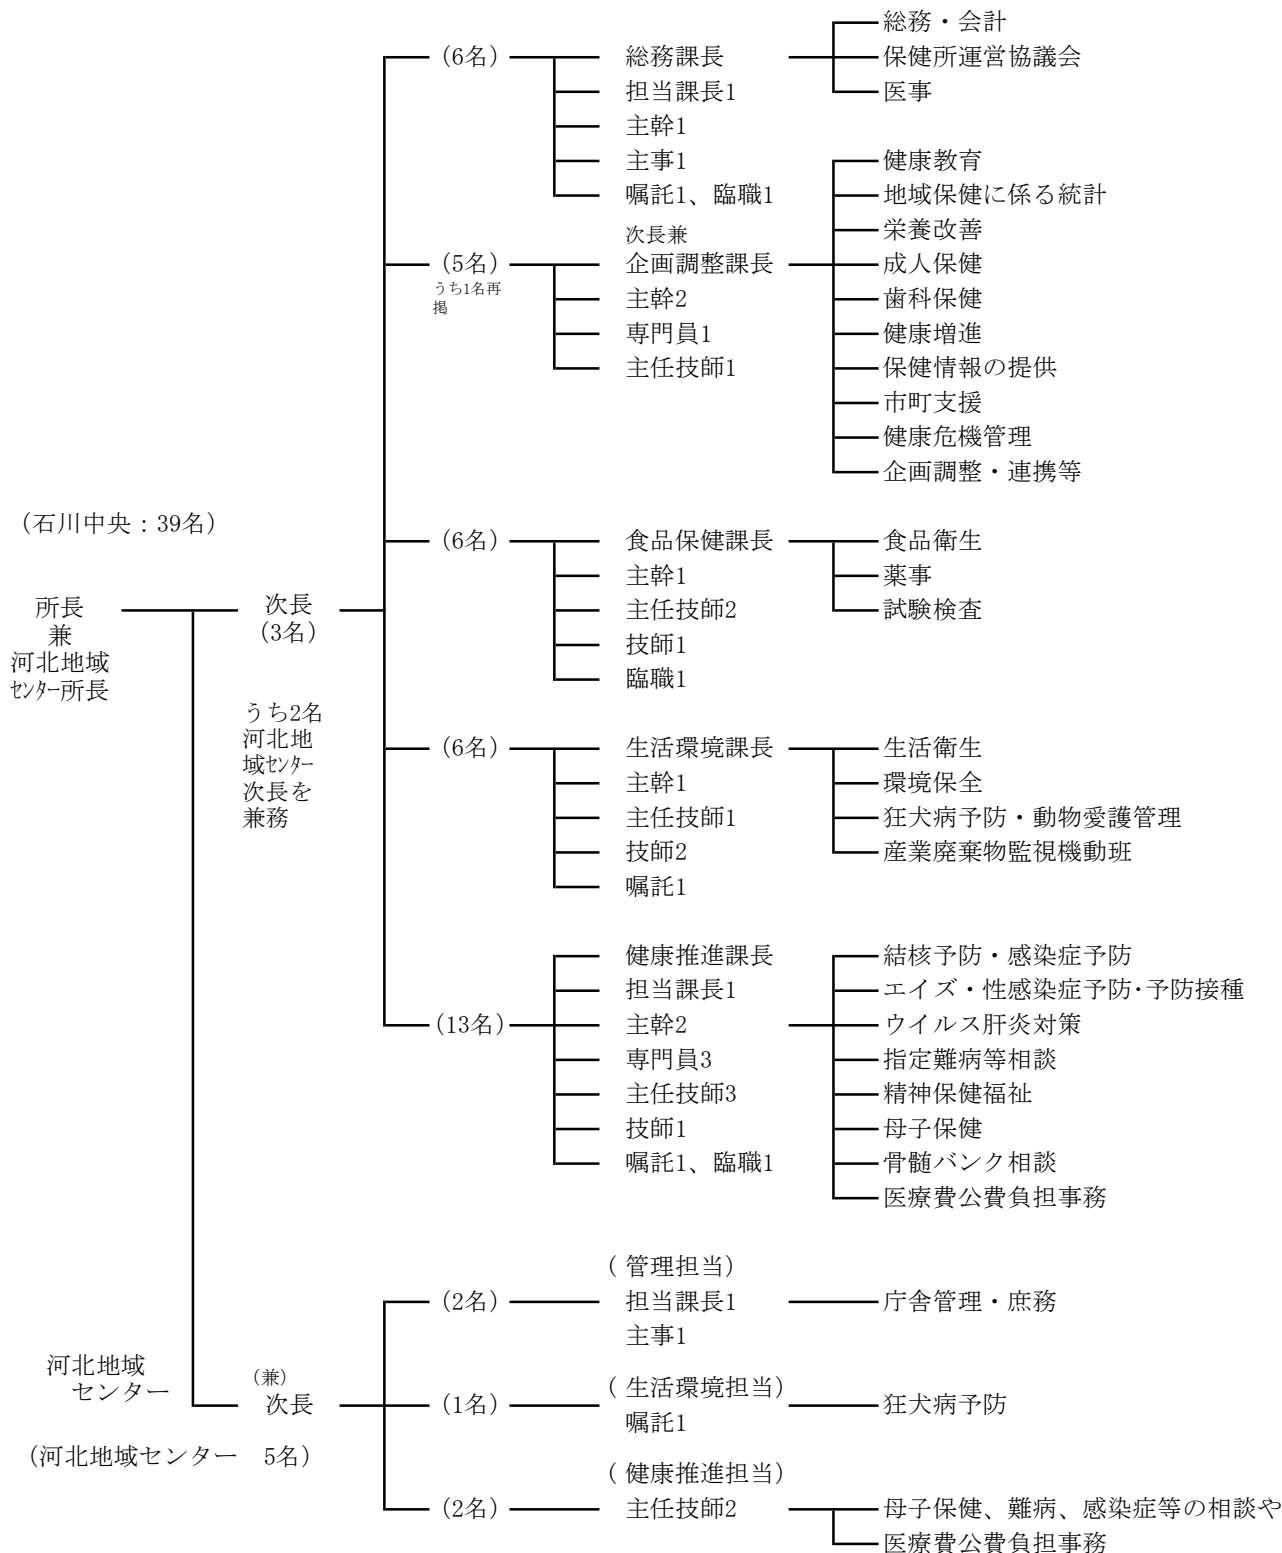 総務・会計
(6名) 総務課長 保健所運営協議会
担当課長1 医事
主幹1
主事1 健康教育
嘱託1、臨職1 地域保健に係る統計
次長兼 栄養改善
(5名) 企画調整課長 成人保健
うち1名再
掲
主幹2 歯科保健
専門員1 健康増進
主任技師1 保健情報の提供
市町支援
健康危機管理
企画調整・連携等
(石川中央:39名)
(6名) 食品保健課長 食品衛生
主幹1 薬事
所長 次長 主任技師2 試験検査
兼 (3名)
河北地域 技師1
センター所長 臨職1
うち2名
河北地
域センター
次長を
兼務
(6名) 生活環境課長 生活衛生
主幹1 環境保全
主任技師1 狂犬病予防・動物愛護管理
技師2 産業廃棄物監視機動班
嘱託1
健康推進課長 結核予防・感染症予防
担当課長1 エイズ・性感染症予防・予防接種
(13名) 主幹2 ウイルス肝炎対策
専門員3 指定難病等相談
主任技師3 精神保健福祉
技師1 母子保健
嘱託1、臨職1 骨髄バンク相談
医療費公費負担事務
(管理担当)
(2名) 担当課長1 庁舎管理・庶務
主事1
河北地域
センター
(兼)
次長
(生活環境担当)
(1名) 嘱託1 狂犬病予防
(河北地域センター 5名)
(健康推進担当)
(2名) 主任技師2 母子保健、難病、感染症等の相談や
医療費公費負担事務